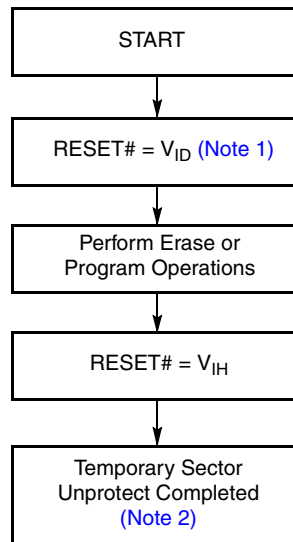 START
RESET# = VID (Note 1)
Perform Erase or
Program Operations
RESET# = VIH
Temporary Sector
Unprotect Completed
(Note 2)